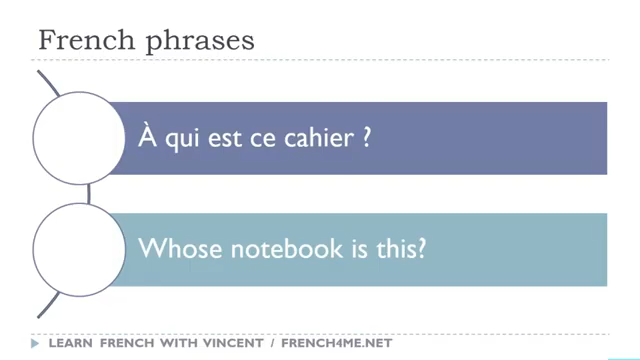 French phrases
À qui est ce cahier ?
Whose notebook is this?
LEARN FRENCH WITH VINCENT / FRENCH4ME.NET